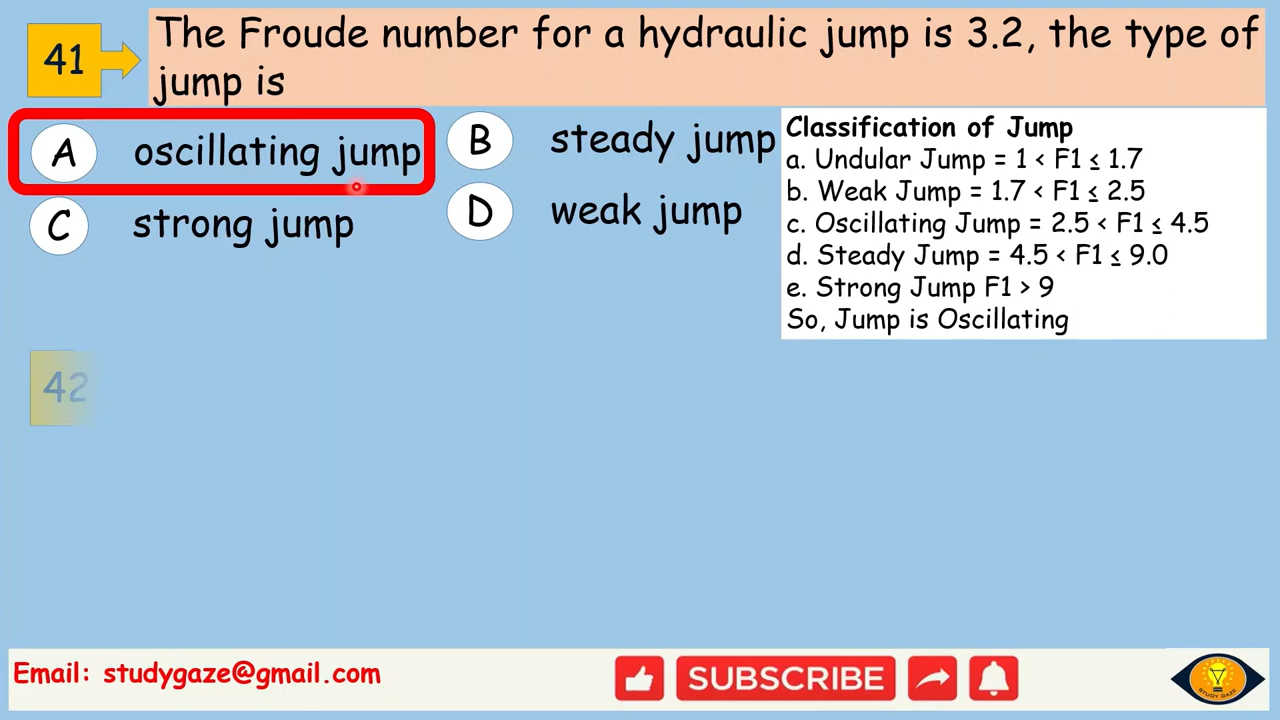 41
The Froude number for a hydraulic jump is 3.2, the type of
jump is
A oscillating jump
B steady jump
C strong jump
D weak jump
Classification of Jump
a. Undular Jump = 1 < F1 ≤ 1.7
b. Weak Jump = 1.7 < F1 ≤ 2.5
c. Oscillating Jump = 2.5 < F1 ≤ 4.5
d. Steady Jump = 4.5 < F1 ≤ 9.0
e. Strong Jump F1 > 9
So, Jump is Oscillating
42
Email: studygaze@gmail.com
SUBSCRIBE
STUDY GAZE